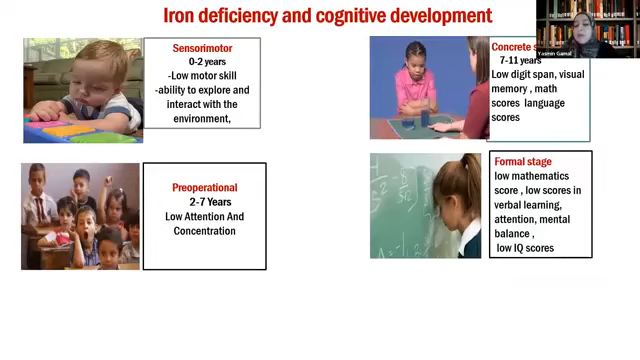 Iron deficiency and cognitive development
Sensorimotor
0-2 years
-Low motor skill
-ability to explore and
interact with the
environment,
Preoperational
2-7 Years
Low Attention And
Concentration
Concrete s
7-11 years
Low digit span, visual
memory , math
scores language
scores
Formal stage
low mathematics
score , low scores in
verbal learning,
attention, mental
balance ,
low IQ scores
Yasmin Gamal